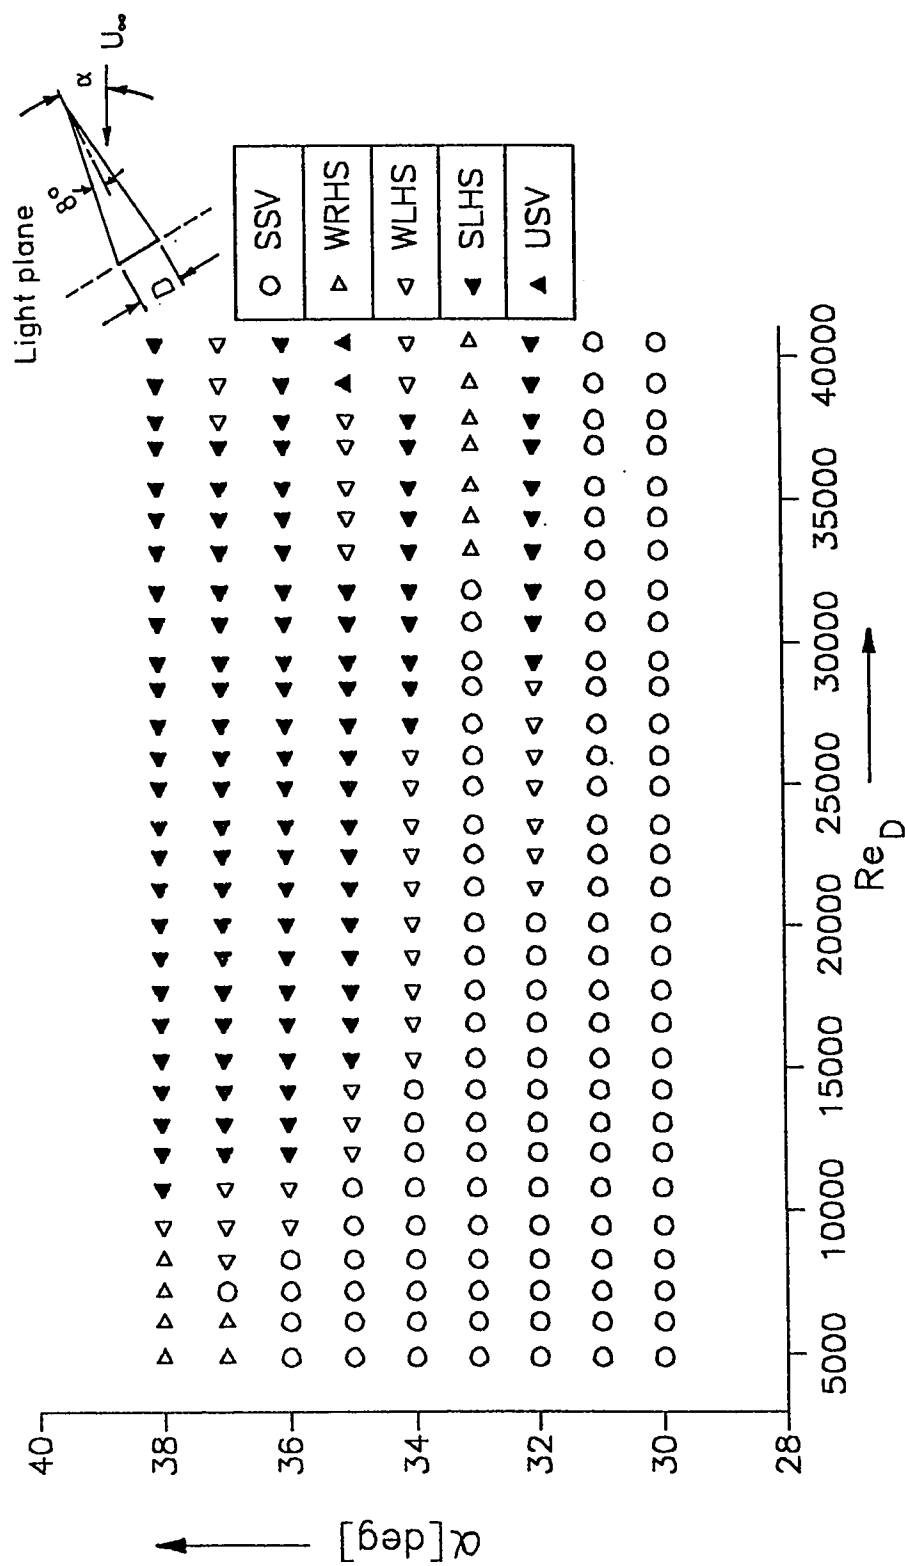 Light plane
8°
D
α
U∞
SSV
WRHS
WLHS
SLHS
USV
α[deg]
40
38
36
34
32
30
28
5000
10000
15000
20000
25000
30000
35000
40000
Re_D